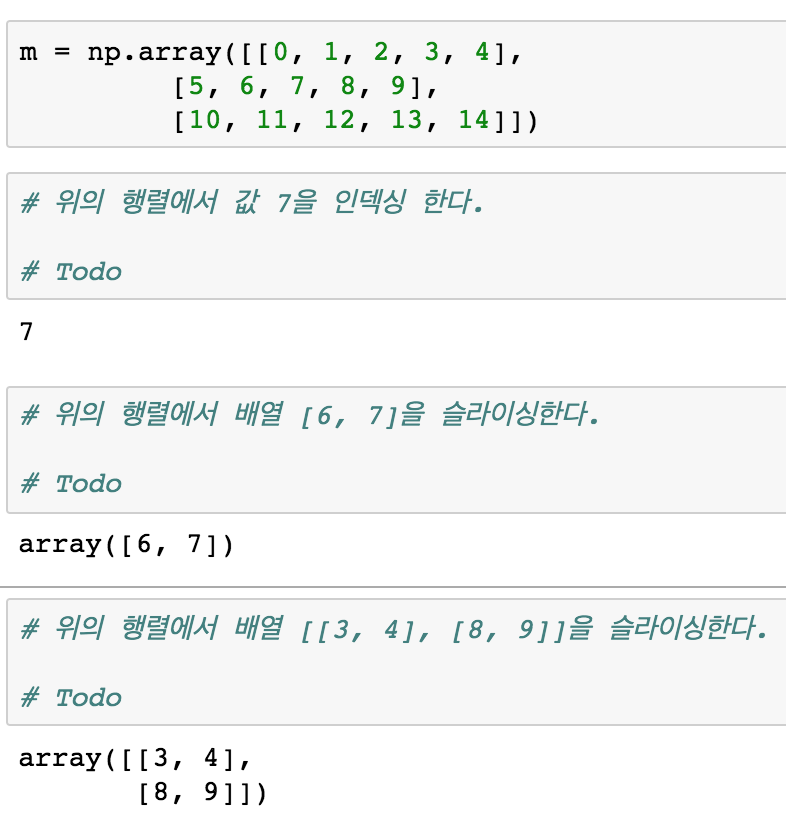 m = np.array([[0, 1, 2, 3, 4],
[5, 6, 7, 8, 9],
[10, 11, 12, 13, 14]])
# 위의 행렬에서 값 7을 인덱싱 한다.
# Todo
7
# 위의 행렬에서 배열 [6, 7]을 슬라이싱한다.
# Todo
array([6, 7])
# 위의 행렬에서 배열 [[3, 4], [8, 9]]을 슬라이싱한다.
# Todo
array([[3, 4],
[8, 9]])